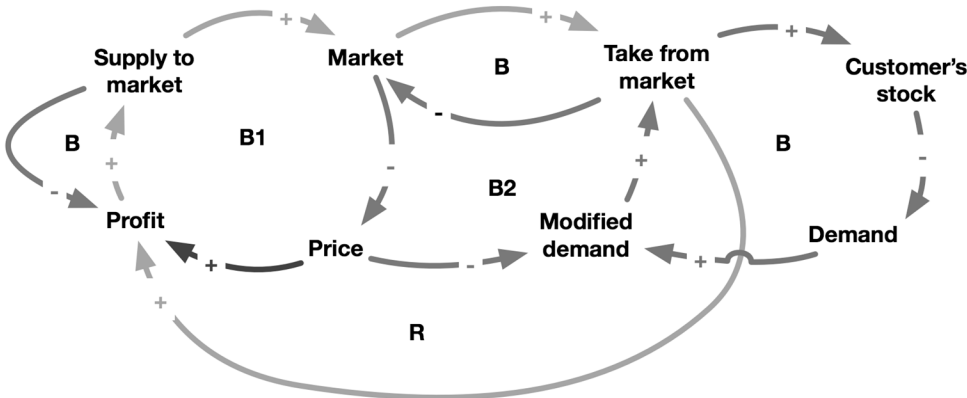 +
+
+
Supply to
market
Market
Take from
market
Customer's
stock
B
-
B
B1
B
+
-
-
+
-
B2
-
Profit
Price
Modified
demand
Demand
+
-
+
+
R